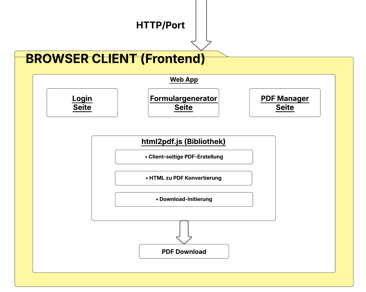 HTTP/Port
BROWSER CLIENT (Frontend)
Web App
Login
Seite
Formulargenerator
Seite
PDF Manager
Seite
html2pdf.js (Bibliothek)
• Client-seitige PDF-Erstellung
• HTML zu PDF Konvertierung
• Download-Initierung
PDF Download